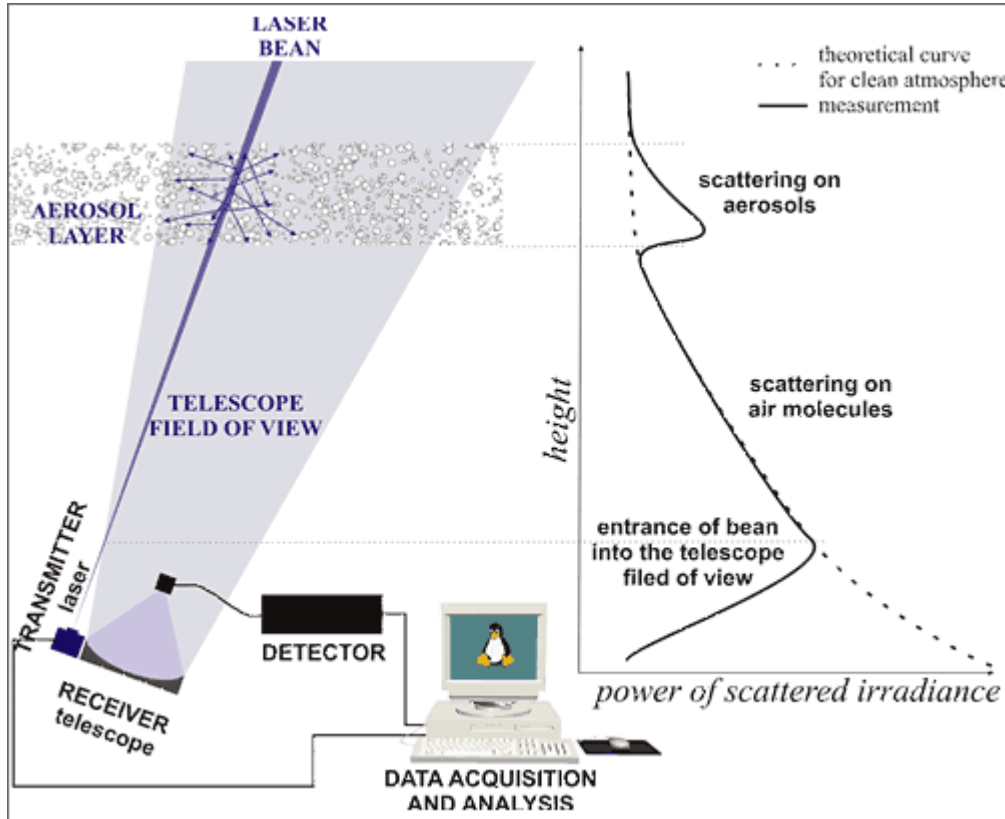 LASER
BEAN
AEROSOL
LAYER
TELESCOPE
FIELD OF VIEW
TRANSMITTER
laser
RECEIVER
telescope
DETECTOR
DATA ACQUISITION
AND ANALYSIS
theoretical curve
for clean atmosphere
measurement
scattering on
aerosols
scattering on
air molecules
height
entrance of bean
into the telescope
filed of view
power of scattered irradiance